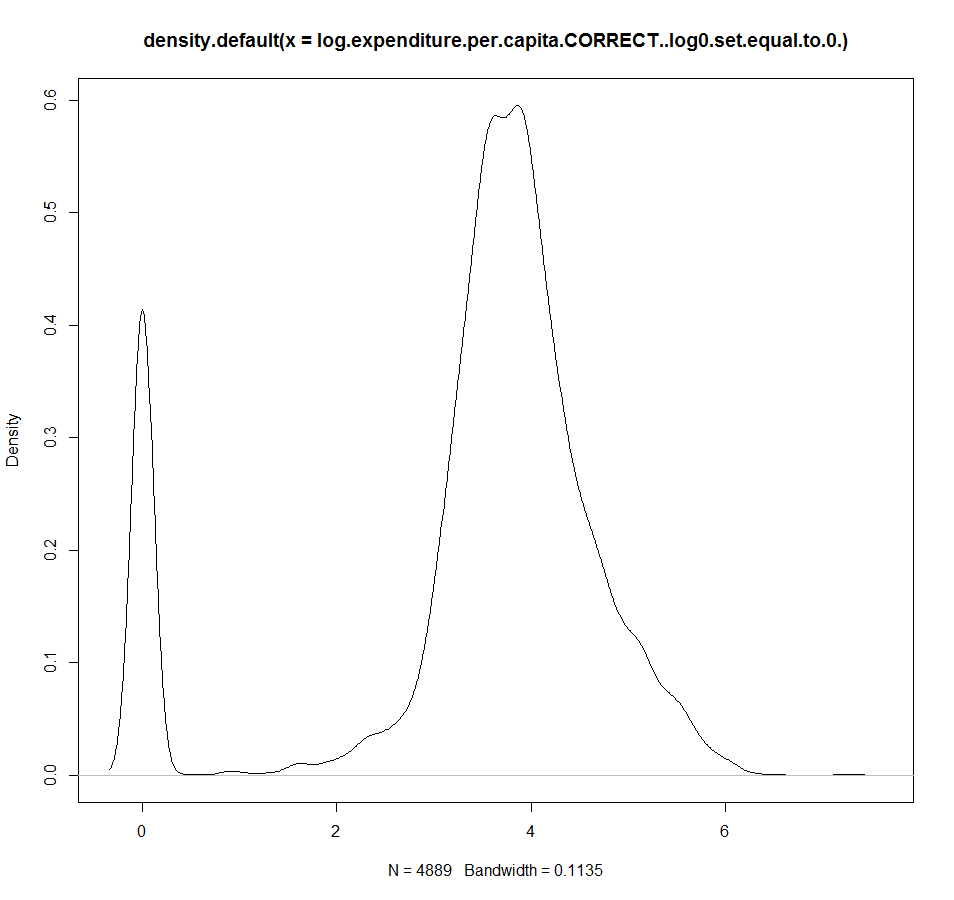 density.default(x = log.expenditure.per.capita.CORRECT..log0.set.equal.to.0.)
Density
0.6
0.5
0.4
0.3
0.2
0.1
0.0
0 2 4 6
N = 4889 Bandwidth = 0.1135